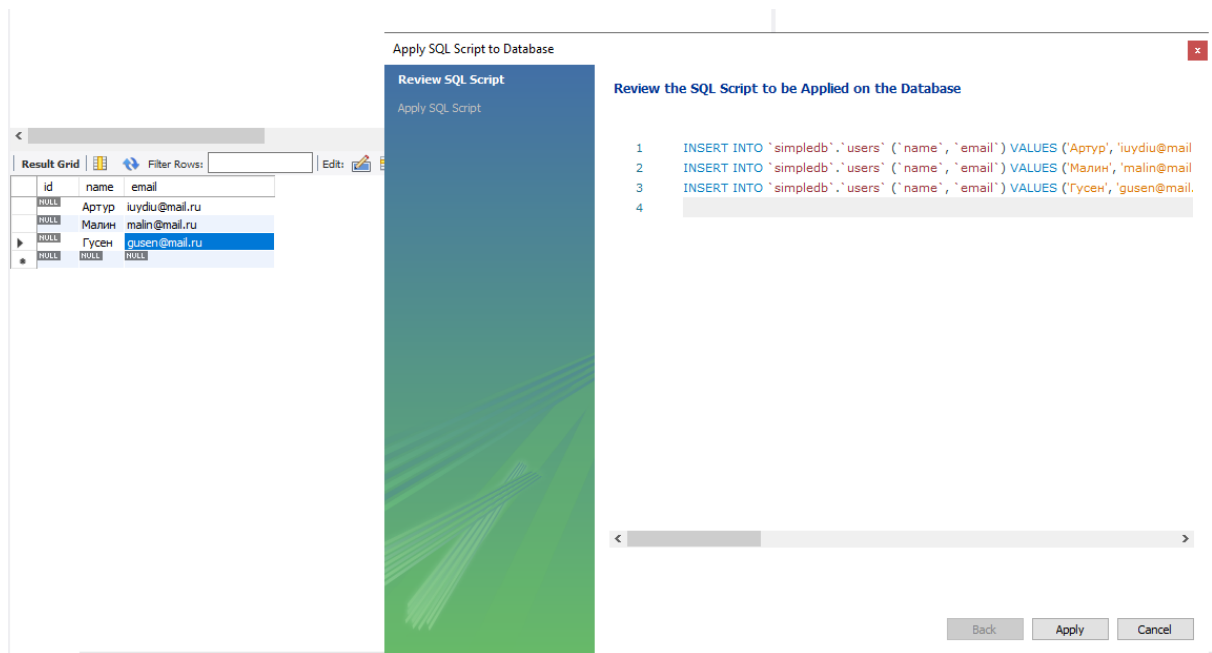 Apply SQL Script to Database
x
Review SQL Script
Apply SQL Script
Review the SQL Script to be Applied on the Database
1 INSERT INTO `simpledb`.`users` (`name`, `email`) VALUES ('Артур', 'iuydiu@mail
2 INSERT INTO `simpledb`.`users` (`name`, `email`) VALUES ('Малин', 'malin@mail
3 INSERT INTO `simpledb`.`users` (`name`, `email`) VALUES ('Гусен', 'gusen@mail.
4
Result Grid Filter Rows: Edit:
id name email
NULL Артур iuydiu@mail.ru
NULL Малин malin@mail.ru
NULL Гусен gusen@mail.ru
NULL NULL NULL
Back Apply Cancel